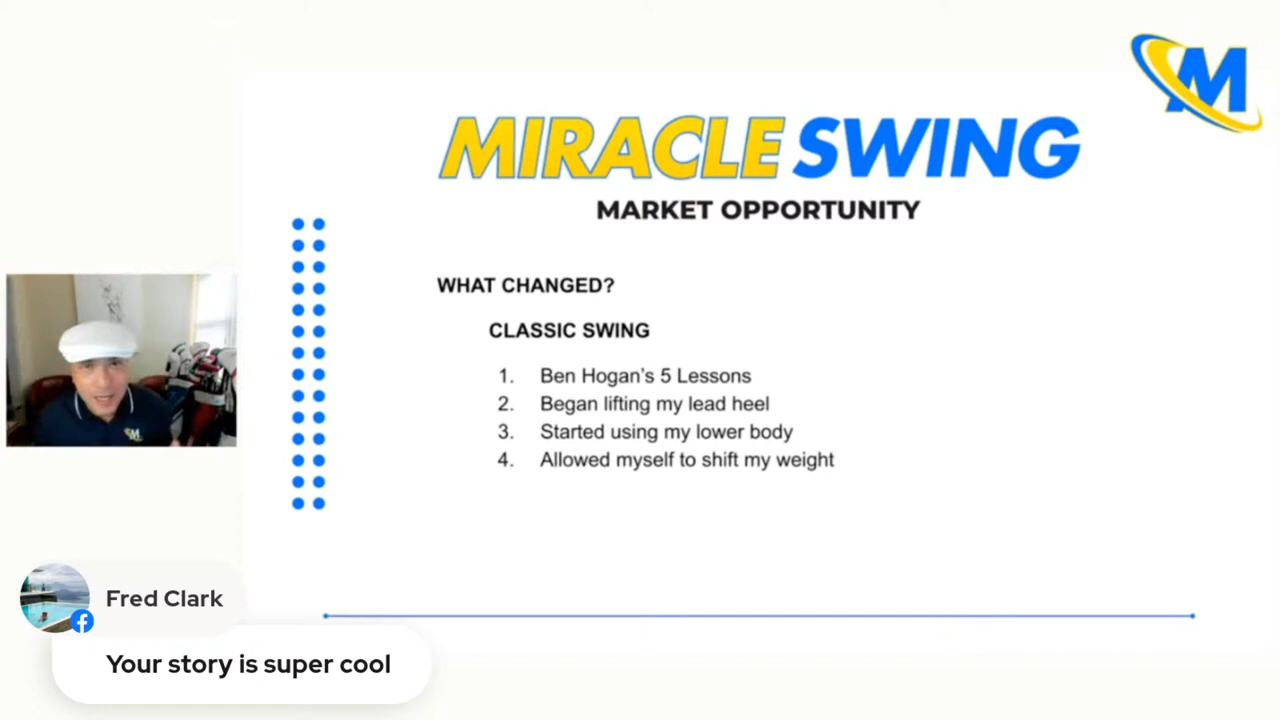 M
MIRACLE SWING
MARKET OPPORTUNITY
WHAT CHANGED?
CLASSIC SWING
1. Ben Hogan's 5 Lessons
2. Began lifting my lead heel
3. Started using my lower body
4. Allowed myself to shift my weight
M
Fred Clark
Your story is super cool